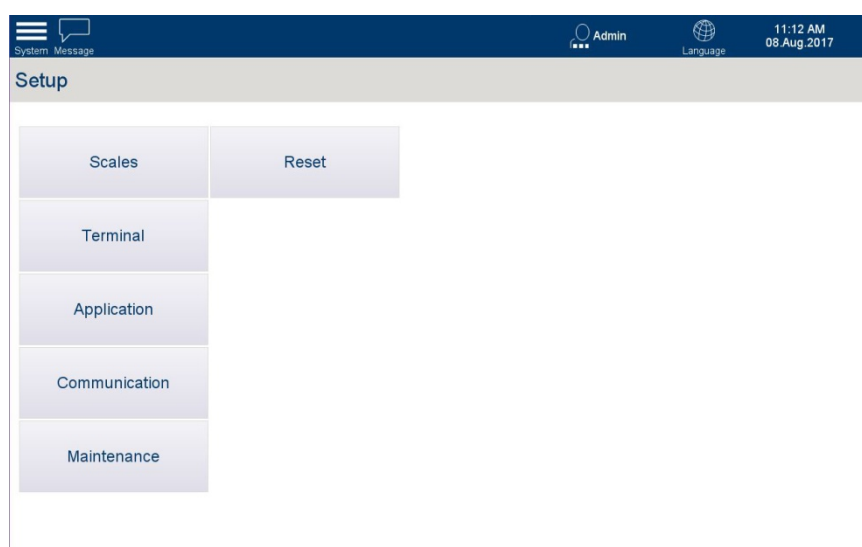 System Message
Admin
Language
11:12 AM
08.Aug.2017
Setup
Scales
Reset
Terminal
Application
Communication
Maintenance